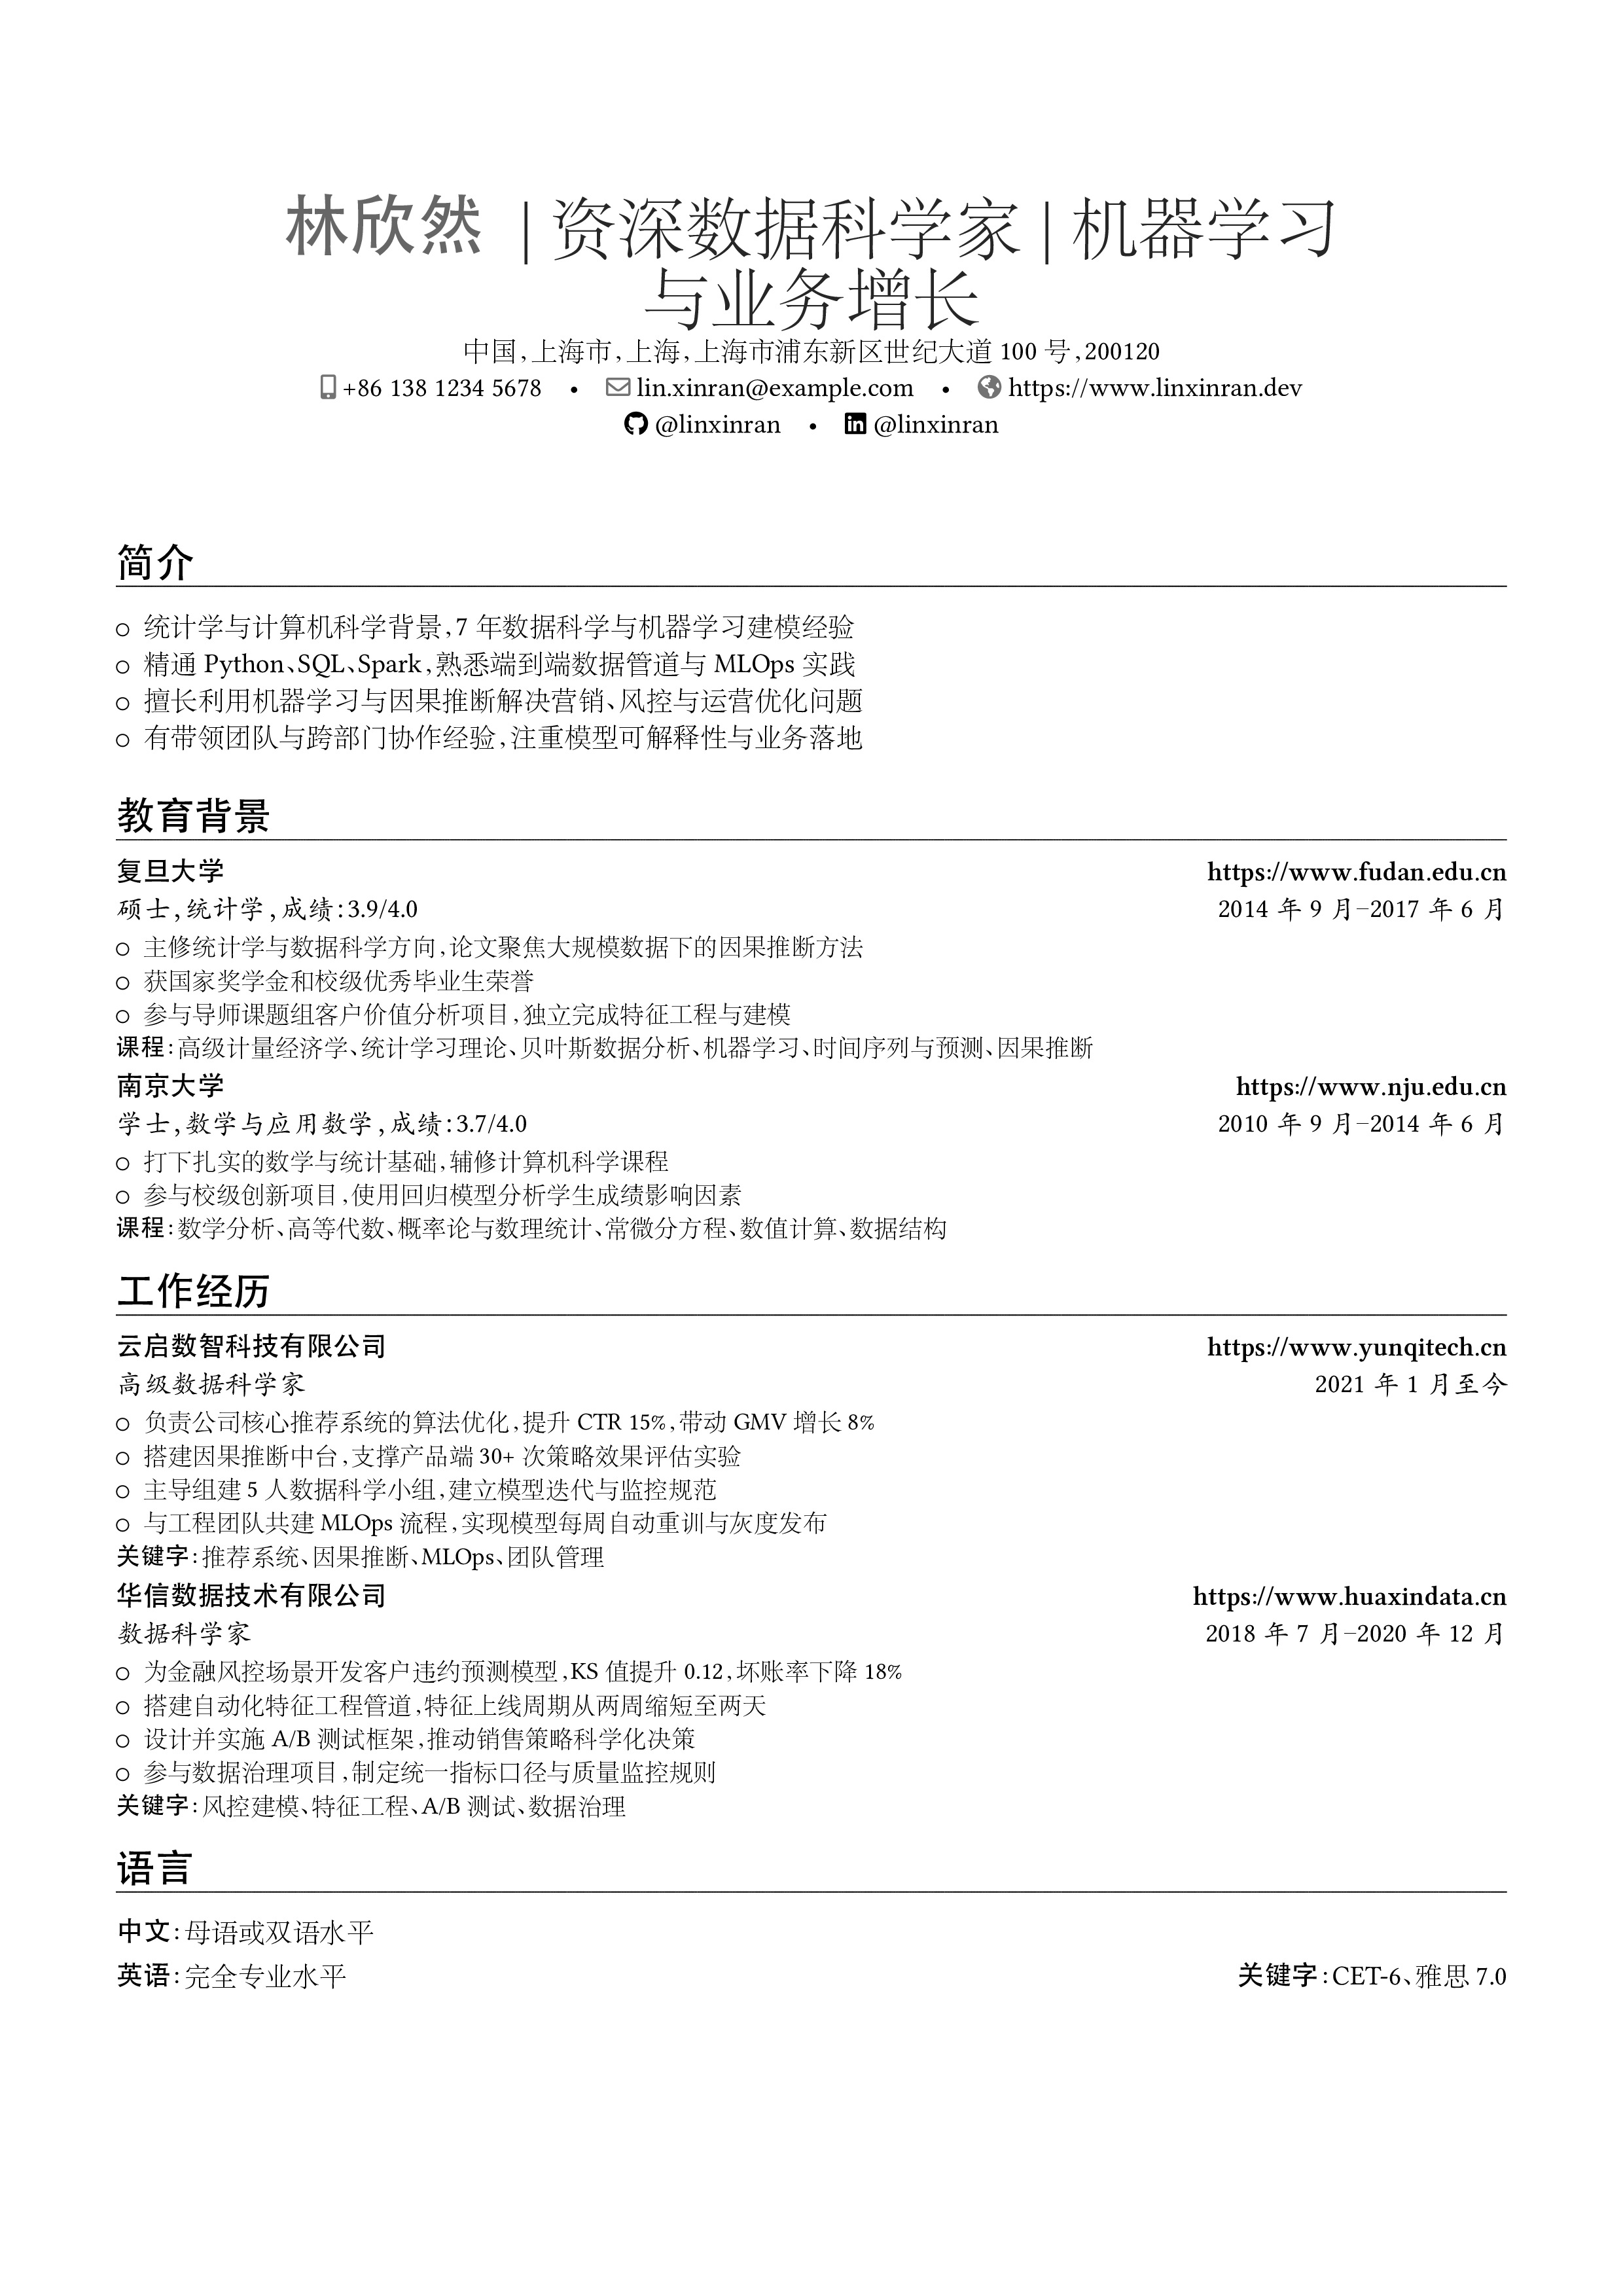 林欣然 | 资深数据科学家 | 机器学习
与业务增长
中国,上海市,上海,上海市浦东新区世纪大道 100 号,200120
+86 138 1234 5678 • lin.xinran@example.com • https://www.linxinran.dev
@linxinran • @linxinran
简介
○ 统计学与计算机科学背景,7 年数据科学与机器学习建模经验
○ 精通 Python、SQL、Spark,熟悉端到端数据管道与 MLOps 实践
○ 擅长利用机器学习与因果推断解决营销、风控与运营优化问题
○ 有带领团队与跨部门协作经验,注重模型可解释性与业务落地
教育背景
复旦大学 https://www.fudan.edu.cn
硕士,统计学,成绩:3.9/4.0 2014 年 9 月–2017 年 6 月
○ 主修统计学与数据科学方向,论文聚焦大规模数据下的因果推断方法
○ 获国家奖学金和校级优秀毕业生荣誉
○ 参与导师课题组客户价值分析项目,独立完成特征工程与建模
课程:高级计量经济学、统计学习理论、贝叶斯数据分析、机器学习、时间序列与预测、因果推断
南京大学 https://www.nju.edu.cn
学士,数学与应用数学,成绩:3.7/4.0 2010 年 9 月–2014 年 6 月
○ 打下扎实的数学与统计基础,辅修计算机科学课程
○ 参与校级创新项目,使用回归模型分析学生成绩影响因素
课程:数学分析、高等代数、概率论与数理统计、常微分方程、数值计算、数据结构
工作经历
云启数智科技有限公司 https://www.yunqitech.cn
高级数据科学家 2021 年 1 月至今
○ 负责公司核心推荐系统的算法优化,提升 CTR 15%,带动 GMV 增长 8%
○ 搭建因果推断中台,支撑产品端 30+ 次策略效果评估实验
○ 主导组建 5 人数据科学小组,建立模型迭代与监控规范
○ 与工程团队共建 MLOps 流程,实现模型每周自动重训与灰度发布
关键字:推荐系统、因果推断、MLOps、团队管理
华信数据技术有限公司 https://www.huaxindata.cn
数据科学家 2018 年 7 月–2020 年 12 月
○ 为金融风控场景开发客户违约预测模型,KS 值提升 0.12,坏账率下降 18%
○ 搭建自动化特征工程管道,特征上线周期从两周缩短至两天
○ 设计并实施 A/B 测试框架,推动销售策略科学化决策
○ 参与数据治理项目,制定统一指标口径与质量监控规则
关键字:风控建模、特征工程、A/B 测试、数据治理
语言
中文:母语或双语水平
英语:完全专业水平 关键字:CET-6、雅思 7.0